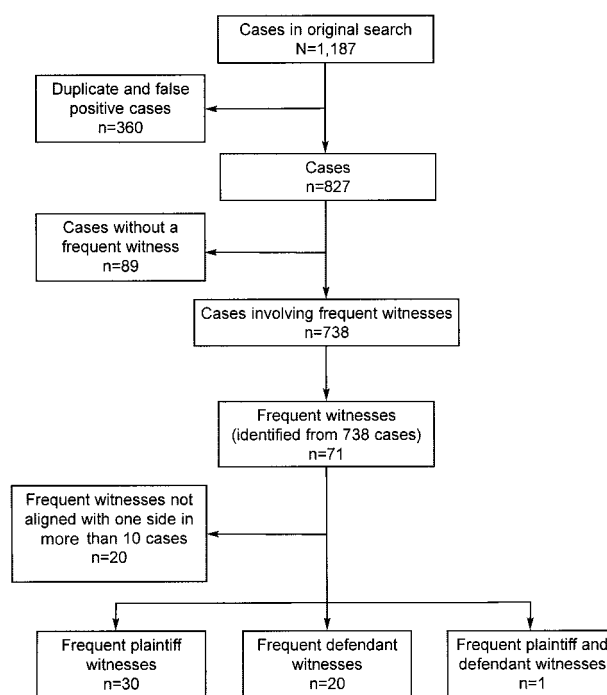 Cases in original search
N=1,187
Duplicate and false
positive cases
n=360
Cases
n=827
Cases without a
frequent witness
n=89
Cases involving frequent witnesses
n=738
Frequent witnesses
(identified from 738 cases)
n=71
Frequent witnesses not
aligned with one side in
more than 10 cases
n=20
Frequent plaintiff
witnesses
n=30
Frequent defendant
witnesses
n=20
Frequent plaintiff and
defendant witnesses
n=1